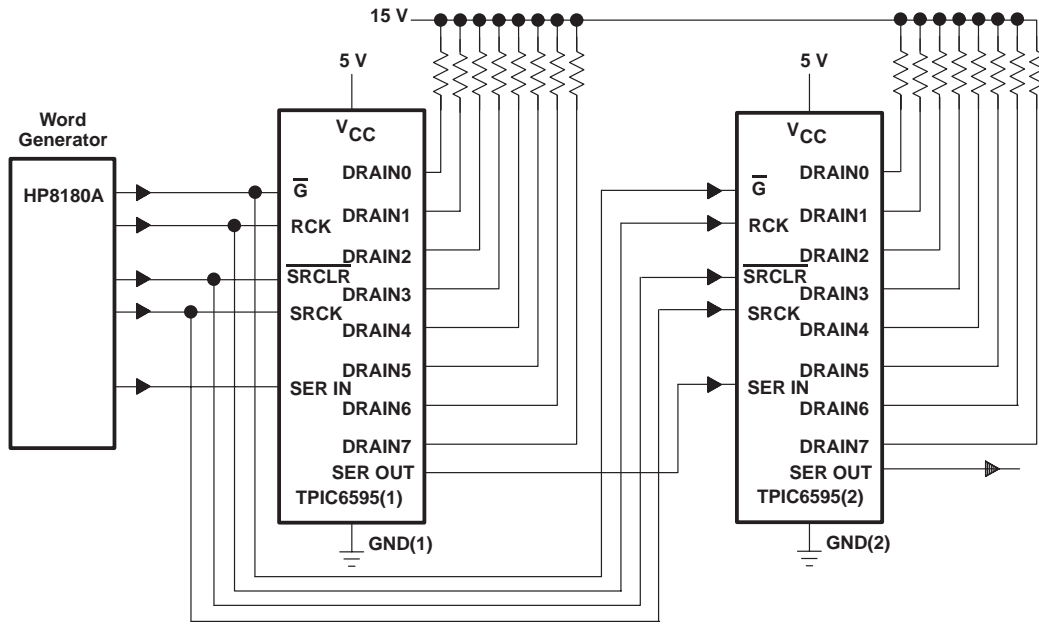 15 V
5 V
5 V
Word
Generator
HP8180A
VCC
DRAIN0
G
DRAIN1
RCK
DRAIN2
SRCLR
DRAIN3
SRCK
DRAIN4
DRAIN5
SER IN
DRAIN6
DRAIN7
SER OUT
TPIC6595(1)
GND(1)
VCC
DRAIN0
G
DRAIN1
RCK
DRAIN2
SRCLR
DRAIN3
SRCK
DRAIN4
DRAIN5
SER IN
DRAIN6
DRAIN7
SER OUT
TPIC6595(2)
GND(2)